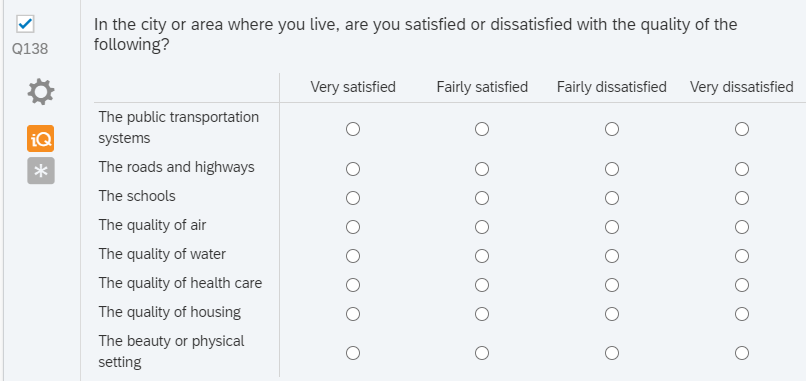 In the city or area where you live, are you satisfied or dissatisfied with the quality of the
following?
Q138
iQ
*
Very satisfied Fairly satisfied Fairly dissatisfied Very dissatisfied
The public transportation
systems
The roads and highways
The schools
The quality of air
The quality of water
The quality of health care
The quality of housing
The beauty or physical
setting